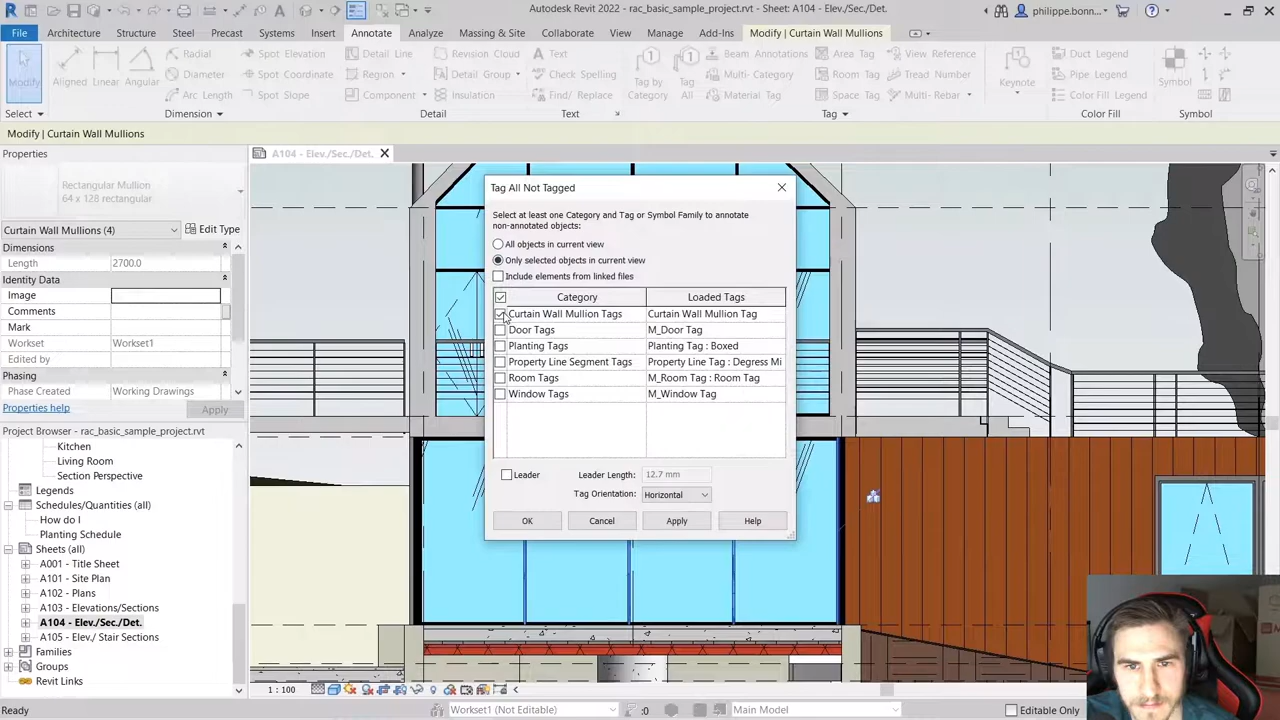 Autodesk Revit 2022 - rac_basic_sample_project.rvt - Sheet: A104 - Elev./Sec./Det.
philippe.bonn...
File Architecture Structure Steel Precast Systems Insert Annotate Analyze Massing & Site Collaborate View Manage Add-Ins Modify | Curtain Wall Mullions
Modify
Aligned Linear Angular
Radial
Diameter
Arc Length
Spot Elevation
Spot Coordinate
Spot Slope
Detail Line
Region
Component
Revision Cloud
Detail Group
Insulation
Text
Check Spelling
Find/ Replace
Tag by Category
Tag All
Beam Annotations
Multi- Category
Material Tag
Area Tag
Room Tag
Space Tag
View Reference
Tread Number
Multi- Rebar
Keynote
Duct Legend
Pipe Legend
Color Fill Legend
Symbol
Select Dimension Detail Text Tag Color Fill Symbol
Modify | Curtain Wall Mullions
Properties
A104 - Elev./Sec./Det.
Rectangular Mullion
64 x 128 rectangular
Curtain Wall Mullions (4) Edit Type
Dimensions
Length 2700.0
Identity Data
Image
Comments
Mark
Workset Workset1
Edited by
Phasing
Phase Created Working Drawings
Properties help Apply
Project Browser - rac_basic_sample_project.rvt
Kitchen
Living Room
Section Perspective
Legends
Schedules/Quantities (all)
How do I
Planting Schedule
Sheets (all)
A001 - Title Sheet
A101 - Site Plan
A102 - Plans
A103 - Elevations/Sections
A104 - Elev./Sec./Det.
A105 - Elev./ Stair Sections
Families
Groups
Revit Links
Tag All Not Tagged
Select at least one Category and Tag or Symbol Family to annotate
non-annotated objects:
All objects in current view
Only selected objects in current view
Include elements from linked files
Category Loaded Tags
Curtain Wall Mullion Tags Curtain Wall Mullion Tag
Door Tags M_Door Tag
Planting Tags Planting Tag : Boxed
Property Line Segment Tags Property Line Tag : Degress Mi
Room Tags M_Room Tag : Room Tag
Window Tags M_Window Tag
Leader Leader Length: 12.7 mm
Tag Orientation: Horizontal
OK Cancel Apply Help
1 : 100
Ready Workset1 (Not Editable) :0 Main Model Editable Only